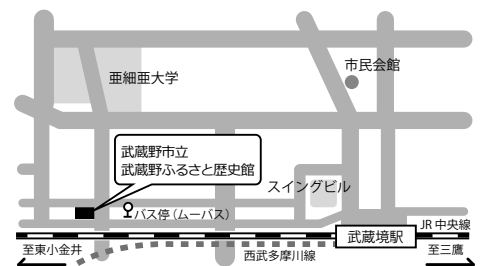 市民会館
亜細亜大学
武蔵野市立
武蔵野ふるさと歴史館
スイングビル
バス停（ムーバス）
JR中央線
武蔵境駅
至東小金井
西武多摩川線
至三鷹